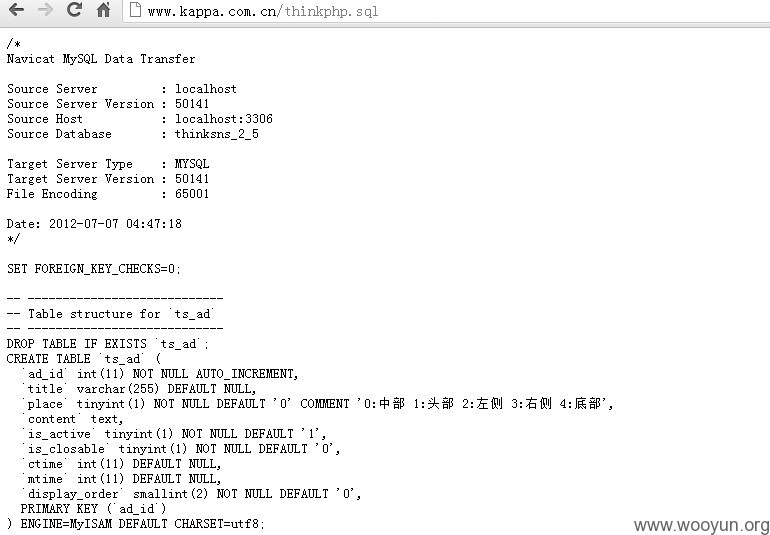 www.kappa.com.cn/thinkphp.sql
/*
Navicat MySQL Data Transfer
Source Server : localhost
Source Server Version : 50141
Source Host : localhost:3306
Source Database : thinksns_2_5
Target Server Type : MYSQL
Target Server Version : 50141
File Encoding : 65001
Date: 2012-07-07 04:47:18
*/
SET FOREIGN_KEY_CHECKS=0;
-- ----------------------------
-- Table structure for `ts_ad`
-- ----------------------------
DROP TABLE IF EXISTS `ts_ad`;
CREATE TABLE `ts_ad` (
`ad_id` int(11) NOT NULL AUTO_INCREMENT,
`title` varchar(255) DEFAULT NULL,
`place` tinyint(1) NOT NULL DEFAULT '0' COMMENT '0:中部 1:头部 2:左侧 3:右侧 4:底部',
`content` text,
`is_active` tinyint(1) NOT NULL DEFAULT '1',
`is_closable` tinyint(1) NOT NULL DEFAULT '0',
`ctime` int(11) DEFAULT NULL,
`mtime` int(11) DEFAULT NULL,
`display_order` smallint(2) NOT NULL DEFAULT '0',
PRIMARY KEY (`ad_id`)
) ENGINE=MyISAM DEFAULT CHARSET=utf8;
www.wooyun.org